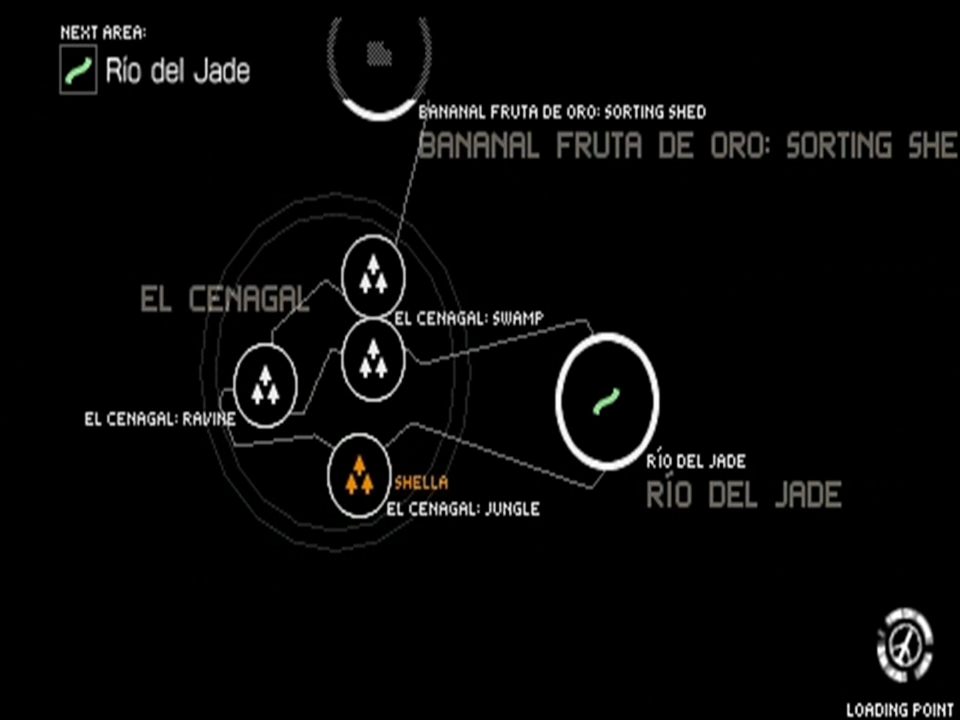 NEXT AREA:
Río del Jade
BANANAL FRUTA DE ORO: SORTING SHED
BANANAL FRUTA DE ORO: SORTING SHE
EL CENAGAL
EL CENAGAL: SWAMP
EL CENAGAL: RAVINE
RÍO DEL JADE
SHELLA
RÍO DEL JADE
EL CENAGAL: JUNGLE
LOADING POINT